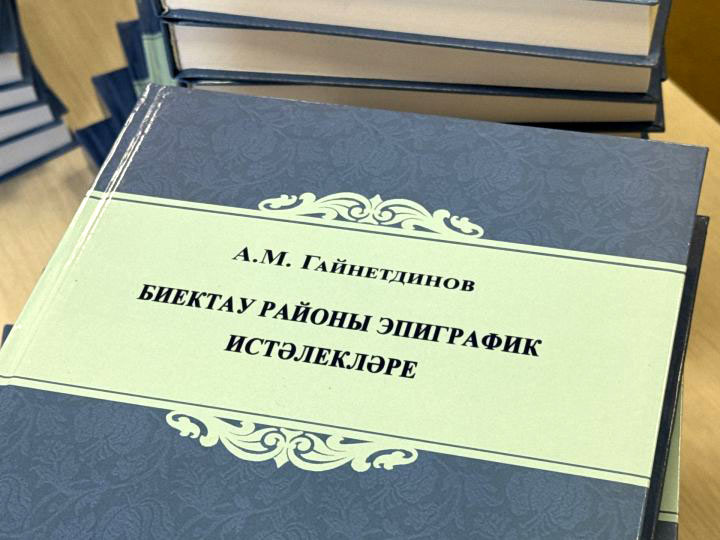 А.М. Гайнетдинов
БИЕКТАУ РАЙОНЫ ЭПИГРАФИК
ИСТӘЛЕКЛӘРЕ